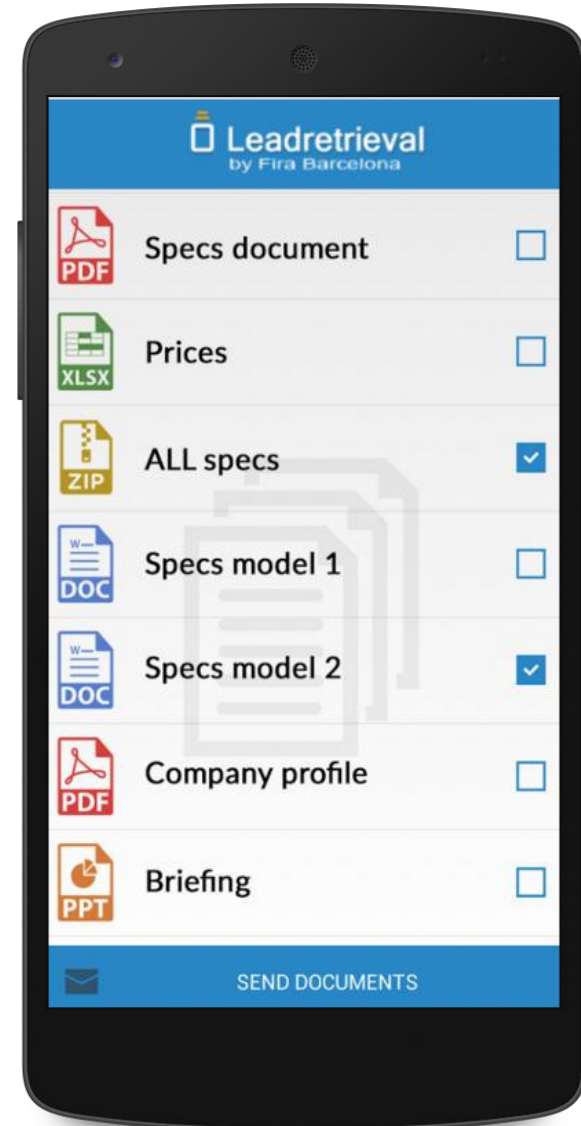 Leadretrieval
by Fira Barcelona
PDF
Specs document
XLSX
Prices
ZIP
ALL specs
W
DOC
Specs model 1
W
DOC
Specs model 2
PDF
Company profile
PPT
Briefing
SEND DOCUMENTS